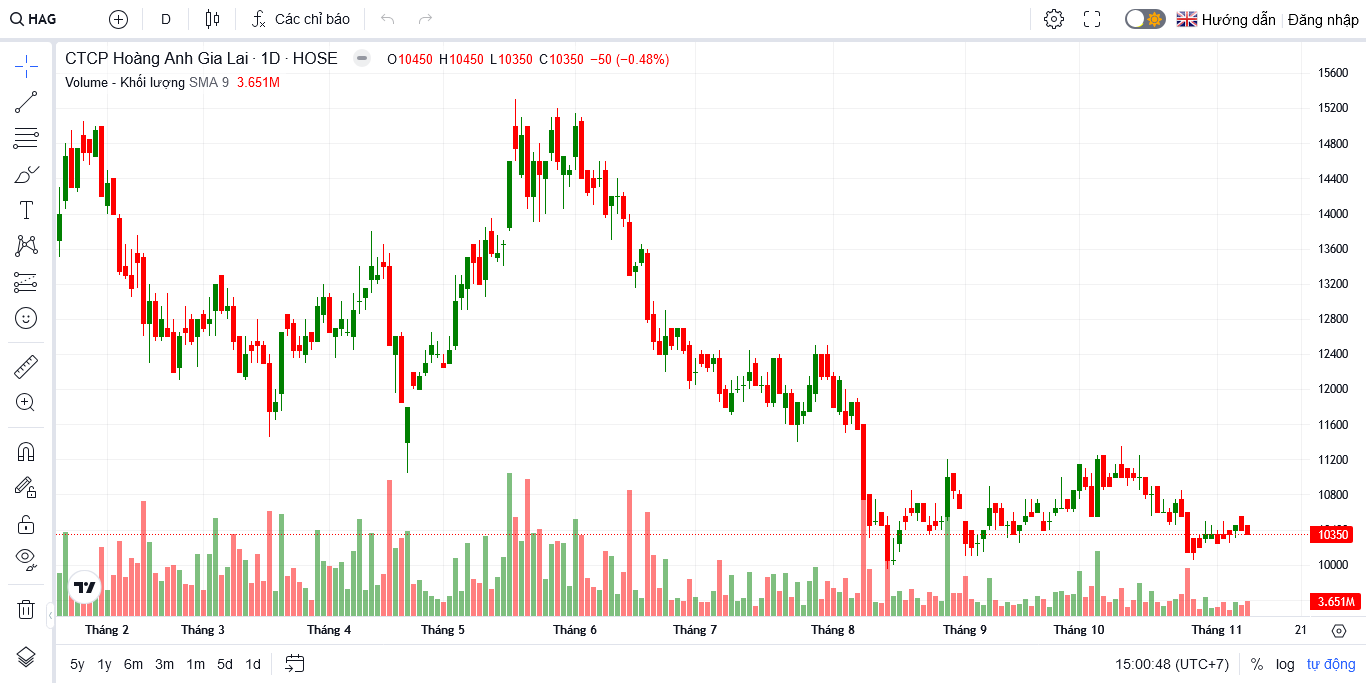 HAG D Các chỉ báo Hướng dẫn Đăng nhập
CTCP Hoàng Anh Gia Lai · 1D · HOSE O10450 H10450 L10350 C10350 −50 (−0.48%)
Volume - Khối lượng SMA 9 3.651M
15600
15200
14800
14400
14000
13600
13200
12800
12400
12000
11600
11200
10800
10350
10000
3.651M
Tháng 2 Tháng 3 Tháng 4 Tháng 5 Tháng 6 Tháng 7 Tháng 8 Tháng 9 Tháng 10 Tháng 11 21
5y 1y 6m 3m 1m 5d 1d 15:00:48 (UTC+7) % log tự động